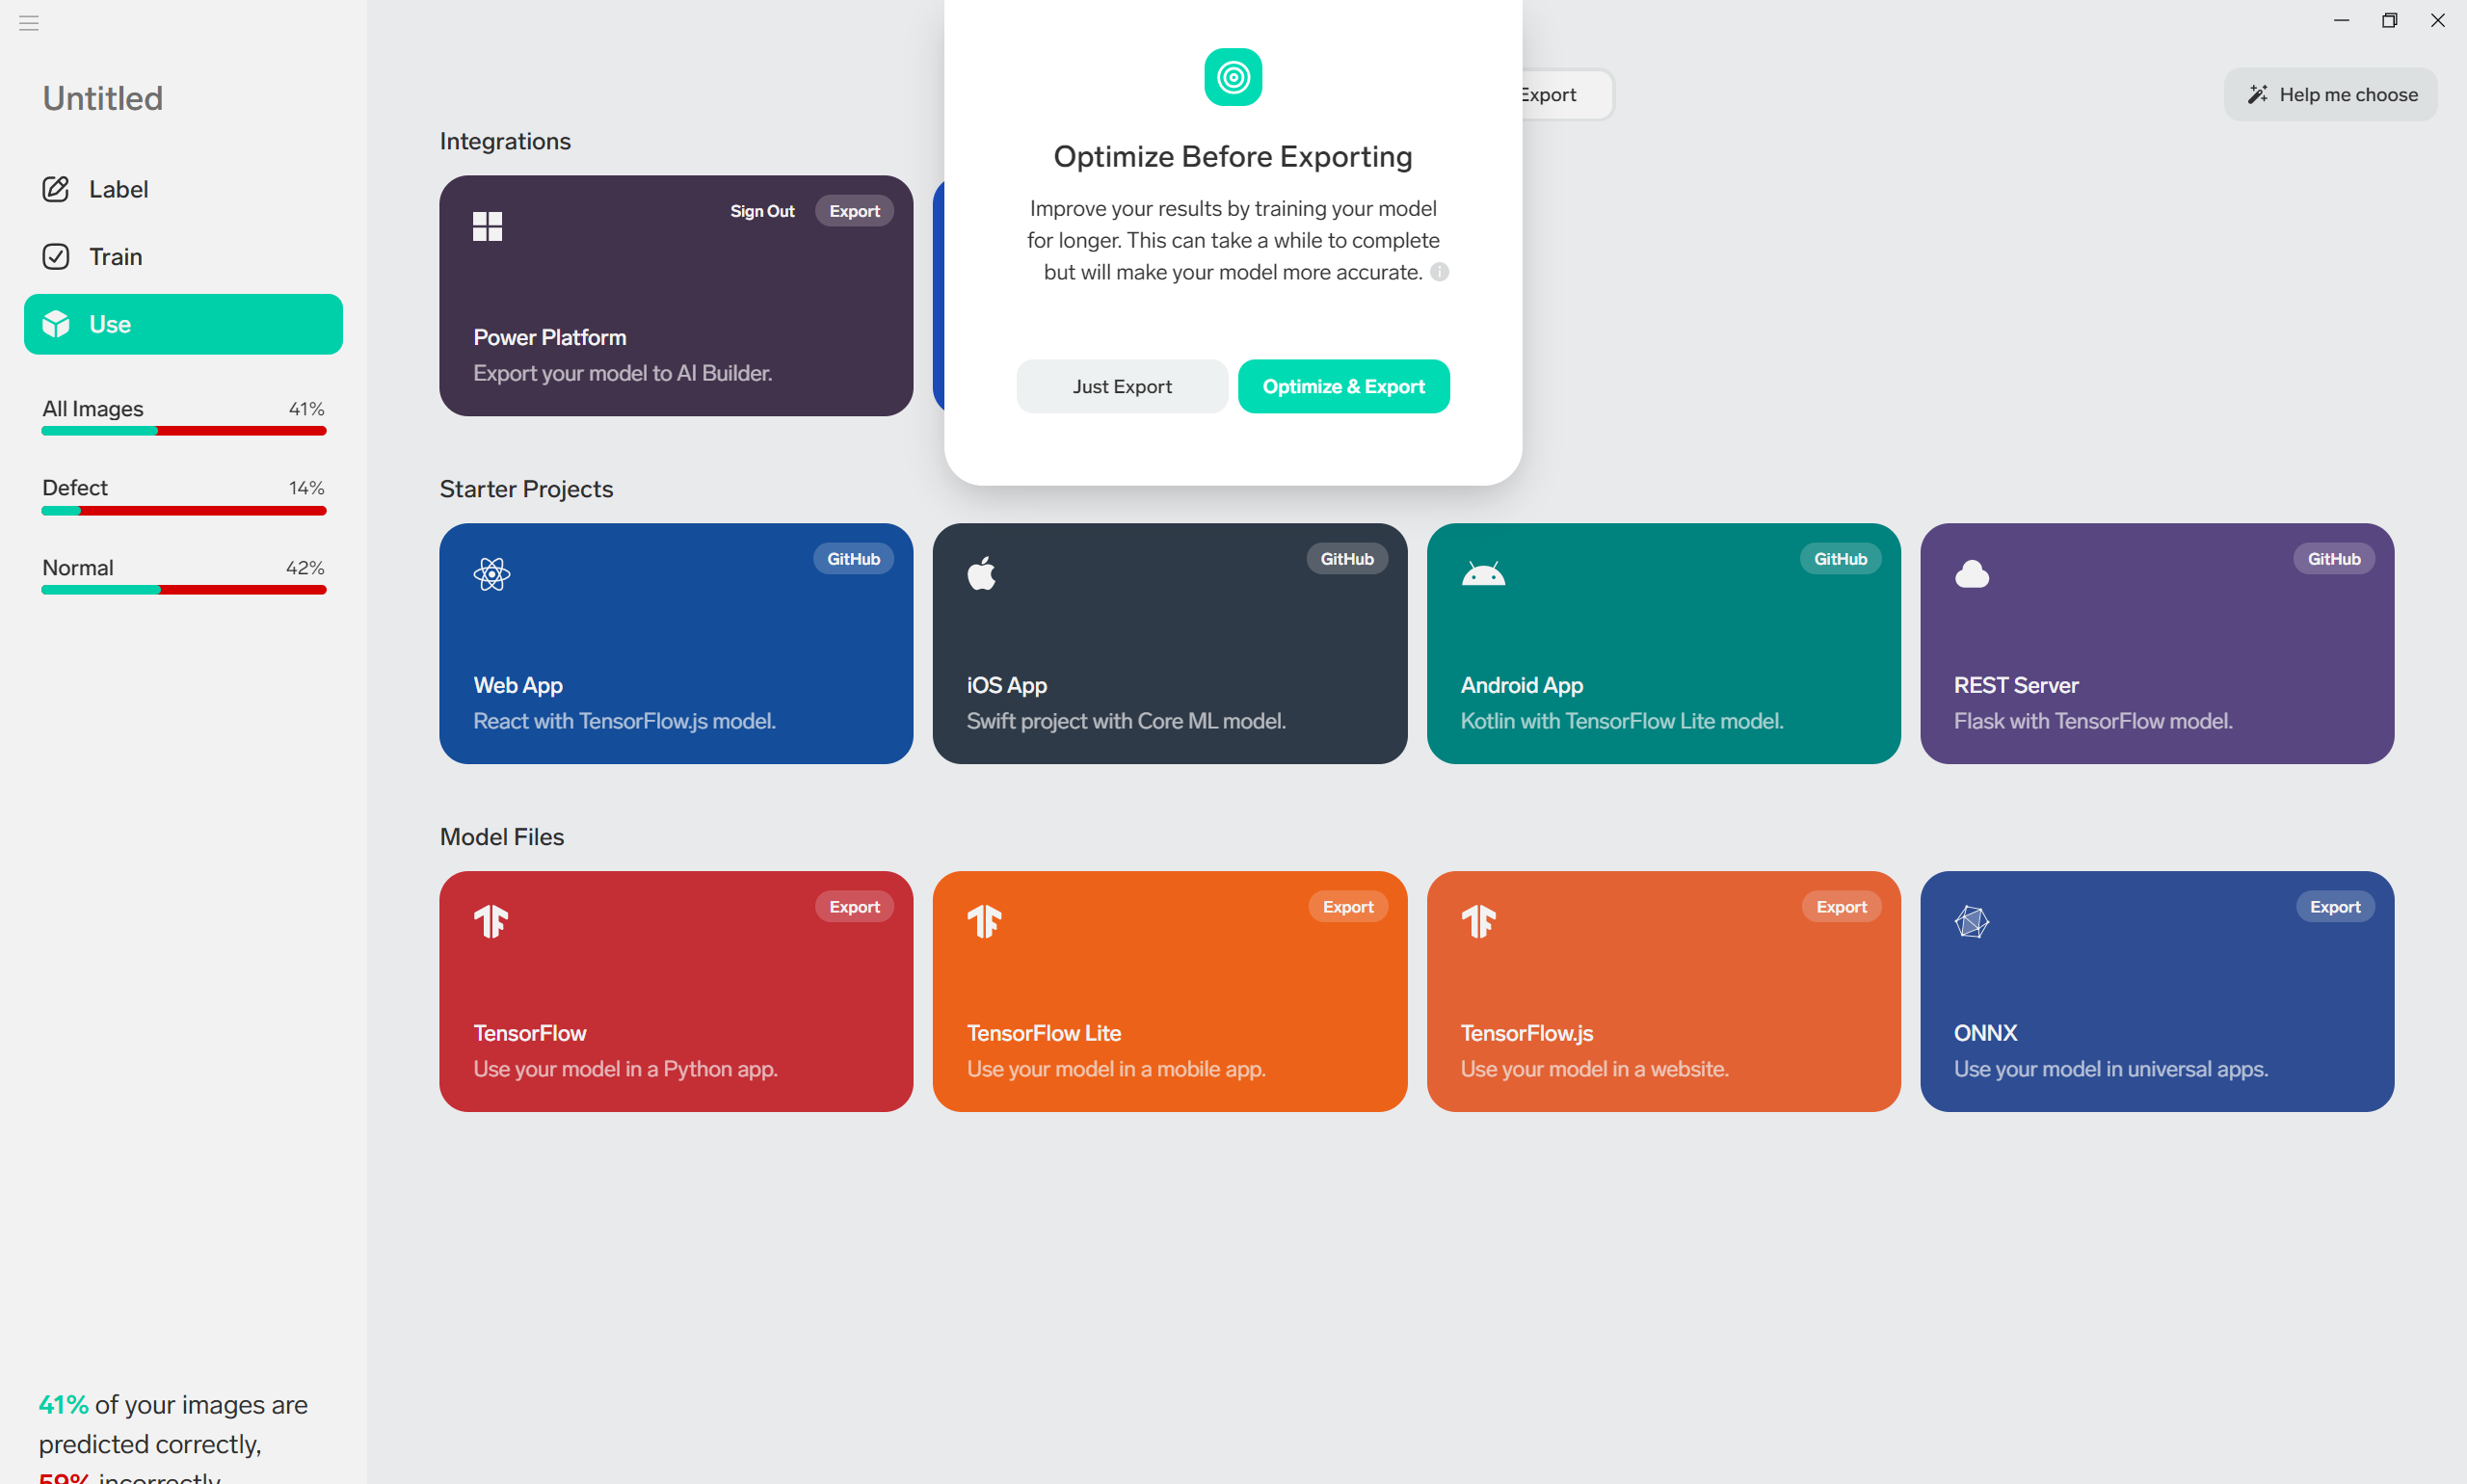 Untitled
Label
Train
Use
All Images 41%
Defect 14%
Normal 42%
41% of your images are
predicted correctly,
59% incorrectly
Export
Help me choose
Optimize Before Exporting
Improve your results by training your model
for longer. This can take a while to complete
but will make your model more accurate.
Just Export
Optimize & Export
Integrations
Sign Out
Export
Power Platform
Export your model to AI Builder.
Starter Projects
GitHub
Web App
React with TensorFlow.js model.
GitHub
iOS App
Swift project with Core ML model.
GitHub
Android App
Kotlin with TensorFlow Lite model.
GitHub
REST Server
Flask with TensorFlow model.
Model Files
Export
TensorFlow
Use your model in a Python app.
Export
TensorFlow Lite
Use your model in a mobile app.
Export
TensorFlow.js
Use your model in a website.
Export
ONNX
Use your model in universal apps.